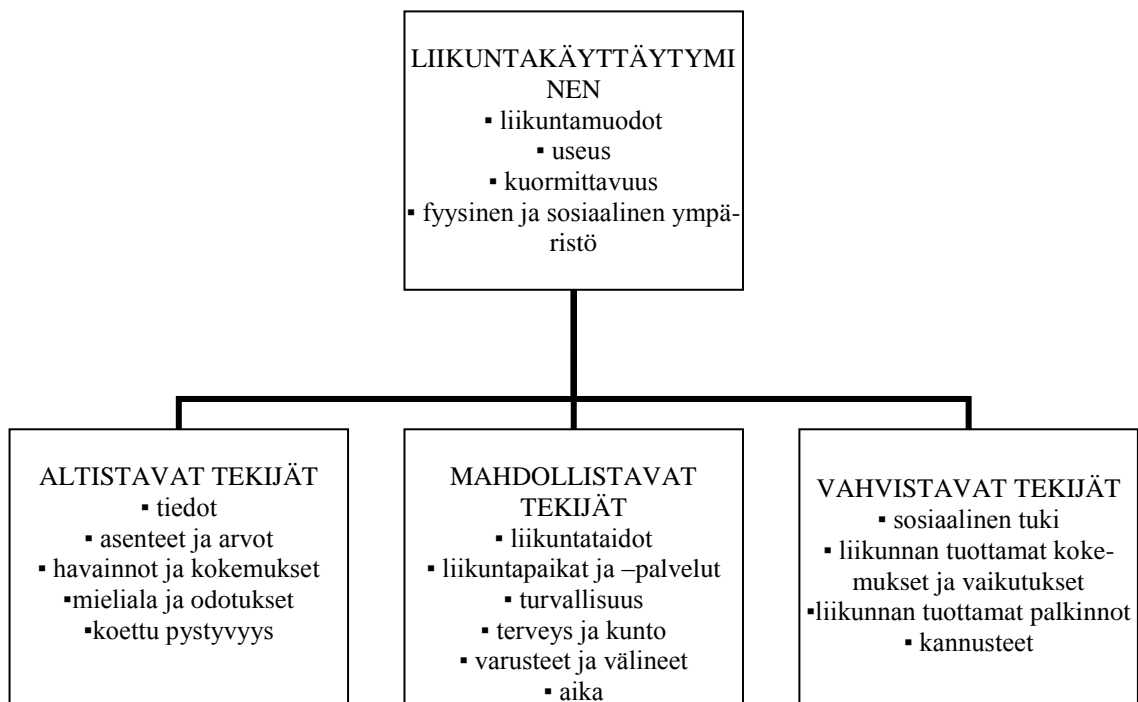 LIIKUNTAKÄYTTÄYTYMI
NEN
▪ liikuntamuodot
▪ useus
▪ kuormittavuus
▪ fyysinen ja sosiaalinen ympä-
ristö
ALTISTAVAT TEKIJÄT
▪ tiedot
▪ asenteet ja arvot
▪ havainnot ja kokemukset
▪mieliala ja odotukset
▪koettu pystyvyys
MAHDOLLISTAVAT
TEKIJÄT
▪ liikuntataidot
▪ liikuntapaikat ja –palvelut
▪ turvallisuus
▪ terveys ja kunto
▪ varusteet ja välineet
▪ aika
VAHVISTAVAT TEKIJÄT
▪ sosiaalinen tuki
▪ liikunnan tuottamat koke-
mukset ja vaikutukset
▪liikunnan tuottamat palkinnot
▪ kannusteet